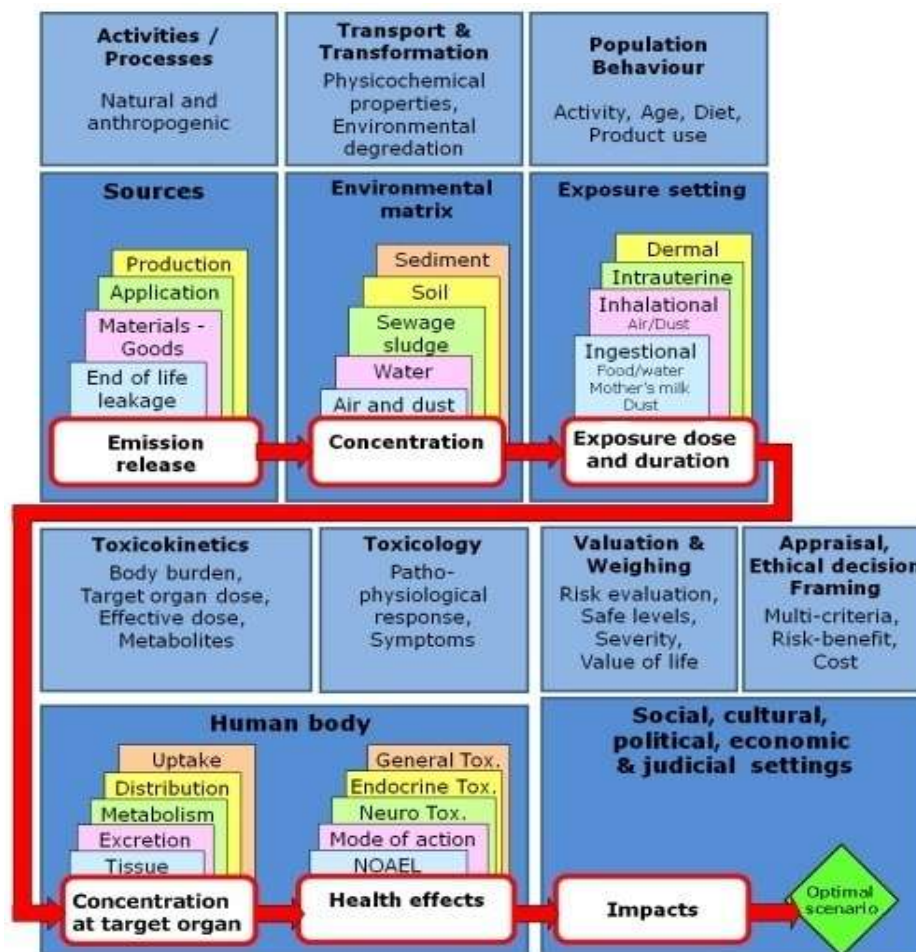 Activities /
Processes
Natural and
anthropogenic
Transport &
Transformation
Physicochemical
properties,
Environmental
degredation
Population
Behaviour
Activity, Age, Diet,
Product use
Sources
Production
Application
Materials -
Goods
End of life
leakage
Emission
release
Environmental
matrix
Sediment
Soil
Sewage
sludge
Water
Air and dust
Concentration
Exposure setting
Dermal
Intrauterine
Inhalational
Air/Dust
Ingestional
Food/water
Mother's milk
Dust
Exposure dose
and duration
Toxicokinetics
Body burden,
Target organ dose,
Effective dose,
Metabolites
Toxicology
Patho-
physiological
response,
Symptoms
Valuation &
Weighing
Risk evaluation,
Safe levels,
Severity,
Value of life
Appraisal,
Ethical decision
Framing
Multi-criteria,
Risk-benefit,
Cost
Human body
Uptake
Distribution
Metabolism
Excretion
Tissue
Concentration
at target organ
General Tox.
Endocrine Tox.
Neuro Tox.
Mode of action
NOAEL
Health effects
Social, cultural,
political, economic
& judicial settings
Impacts
Optimal
scenario